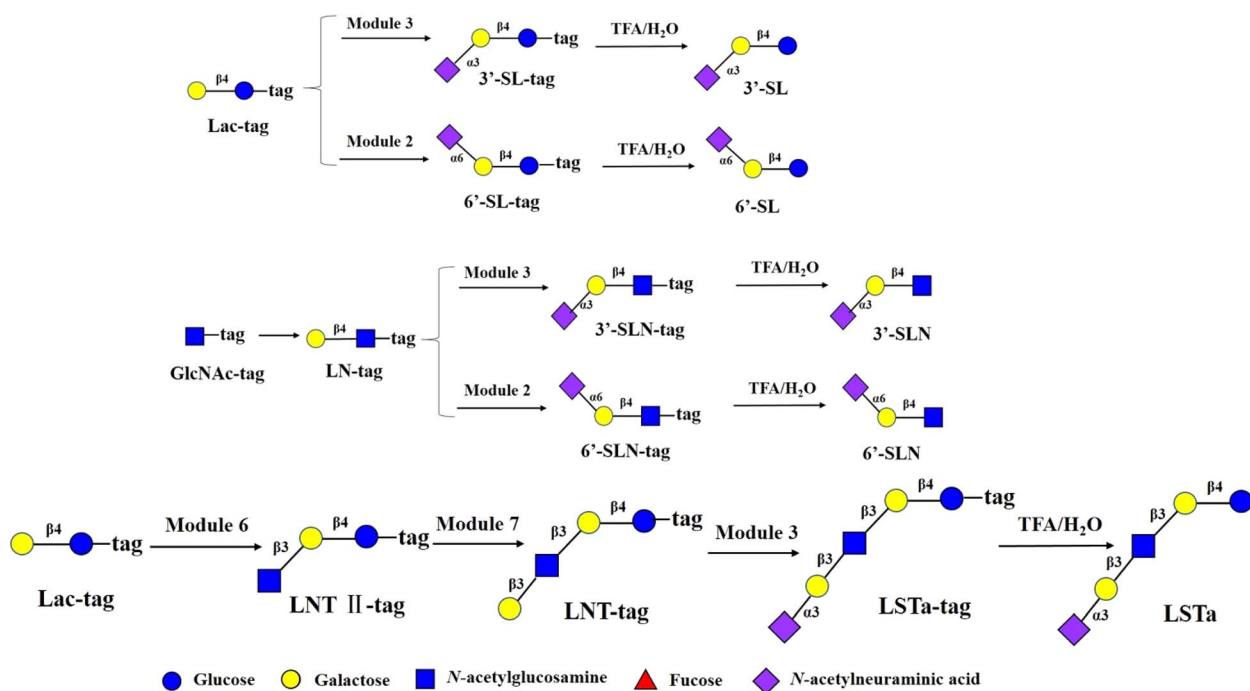 Module 3
TFA/H₂O
β4 tag
β4
α3
α3
3’-SL-tag
3’-SL
β4
tag
Lac-tag
Module 2
TFA/H₂O
α6
β4
tag
α6
β4
6’-SL-tag
6’-SL
Module 3
TFA/H₂O
β4
tag
β4
α3
α3
3’-SLN-tag
3’-SLN
tag
β4
tag
GlcNAc-tag
LN-tag
Module 2
TFA/H₂O
α6
β4
tag
α6
β4
6’-SLN-tag
6’-SLN
β4
tag
Lac-tag
Module 6
β4
tag
β3
LNT Ⅱ-tag
Module 7
β4
tag
β3
β3
LNT-tag
Module 3
β4
tag
β3
β3
α3
LSTa-tag
TFA/H₂O
β4
β3
β3
α3
LSTa
Glucose Galactose N-acetylglucosamine Fucose N-acetylneuraminic acid